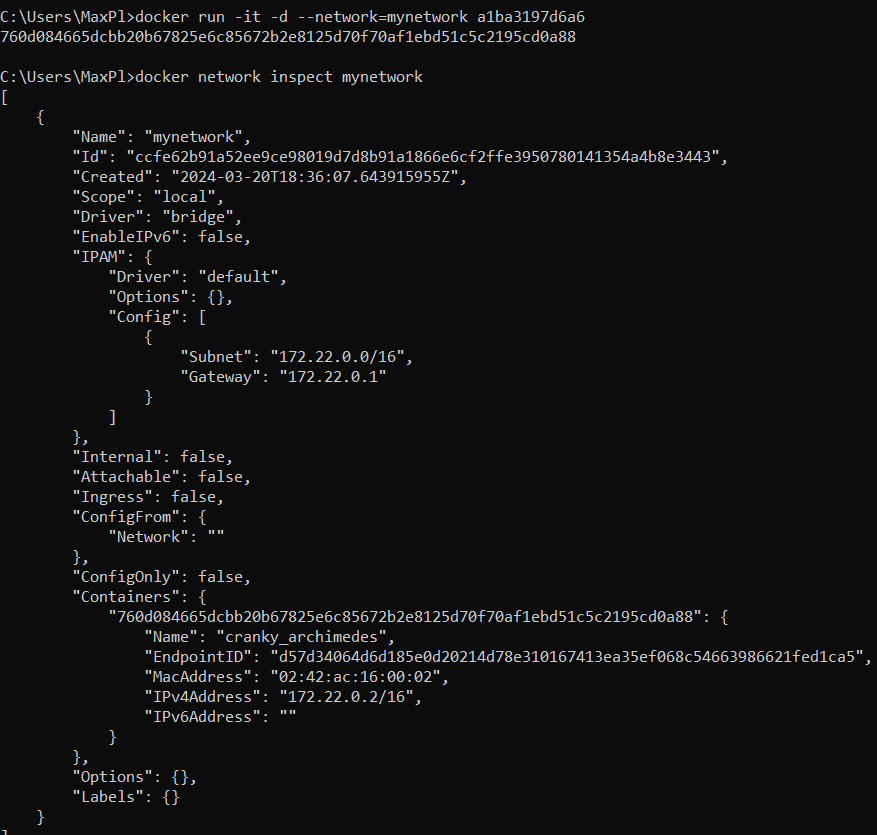 C:\Users\MaxPl>docker run -it -d --network=mynetwork a1ba3197d6a6
760d084665dcbb20b67825e6c85672b2e8125d70f70af1ebd51c5c2195cd0a88
C:\Users\MaxPl>docker network inspect mynetwork
[
    {
        "Name": "mynetwork",
        "Id": "ccfe62b91a52ee9ce98019d7d8b91a1866e6cf2ffe3950780141354a4b8e3443",
        "Created": "2024-03-20T18:36:07.643915955Z",
        "Scope": "local",
        "Driver": "bridge",
        "EnableIPv6": false,
        "IPAM": {
            "Driver": "default",
            "Options": {},
            "Config": [
                {
                    "Subnet": "172.22.0.0/16",
                    "Gateway": "172.22.0.1"
                }
            ]
        },
        "Internal": false,
        "Attachable": false,
        "Ingress": false,
        "ConfigFrom": {
            "Network": ""
        },
        "ConfigOnly": false,
        "Containers": {
            "760d084665dcbb20b67825e6c85672b2e8125d70f70af1ebd51c5c2195cd0a88": {
                "Name": "cranky_archimedes",
                "EndpointID": "d57d34064d6d185e0d20214d78e310167413ea35ef068c54663986621fed1ca5",
                "MacAddress": "02:42:ac:16:00:02",
                "IPv4Address": "172.22.0.2/16",
                "IPv6Address": ""
            }
        },
        "Options": {},
        "Labels": {}
    }
]